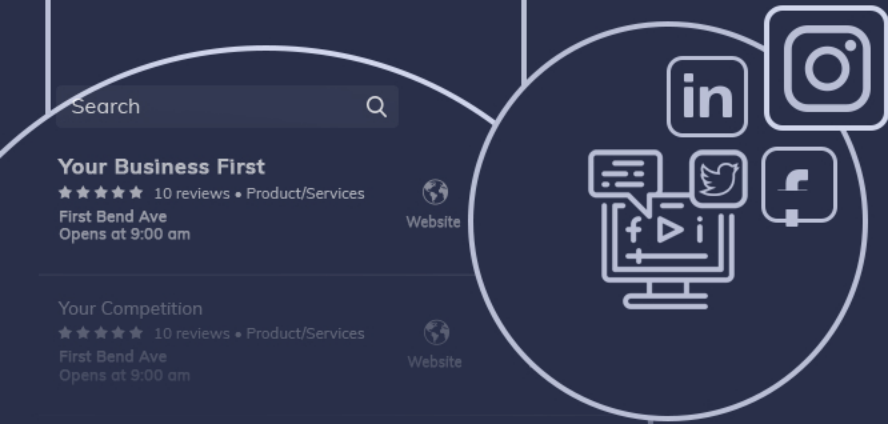 Search
Your Business First
10 reviews • Product/Services
Website
First Bend Ave
Opens at 9:00 am
Your Competition
10 reviews • Product/Services
Website
First Bend Ave
Opens at 9:00 am
in
f
f
i